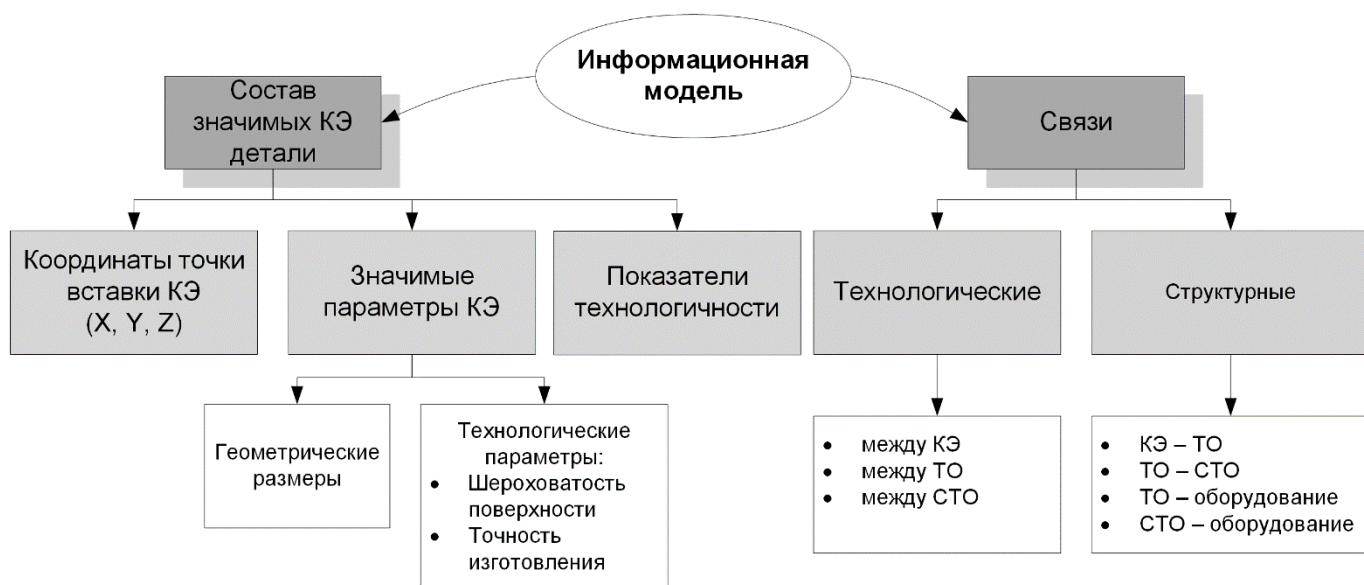 Информационная
модель
Состав
значимых КЭ
детали
Связи
Координаты точки
вставки КЭ
(X, Y, Z)
Значимые
параметры КЭ
Показатели
технологичности
Технологические
Структурные
Геометрические
размеры
Технологические
параметры:
• Шероховатость
поверхности
• Точность
изготовления
• между КЭ
• между ТО
• между СТО
• КЭ – ТО
• ТО – СТО
• ТО – оборудование
• СТО – оборудование